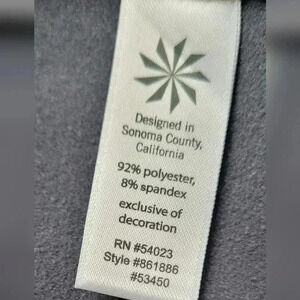 Designed in
Sonoma County,
California
92% polyester,
8% spandex
exclusive of
decoration
RN #54023
Style #861886
#53450